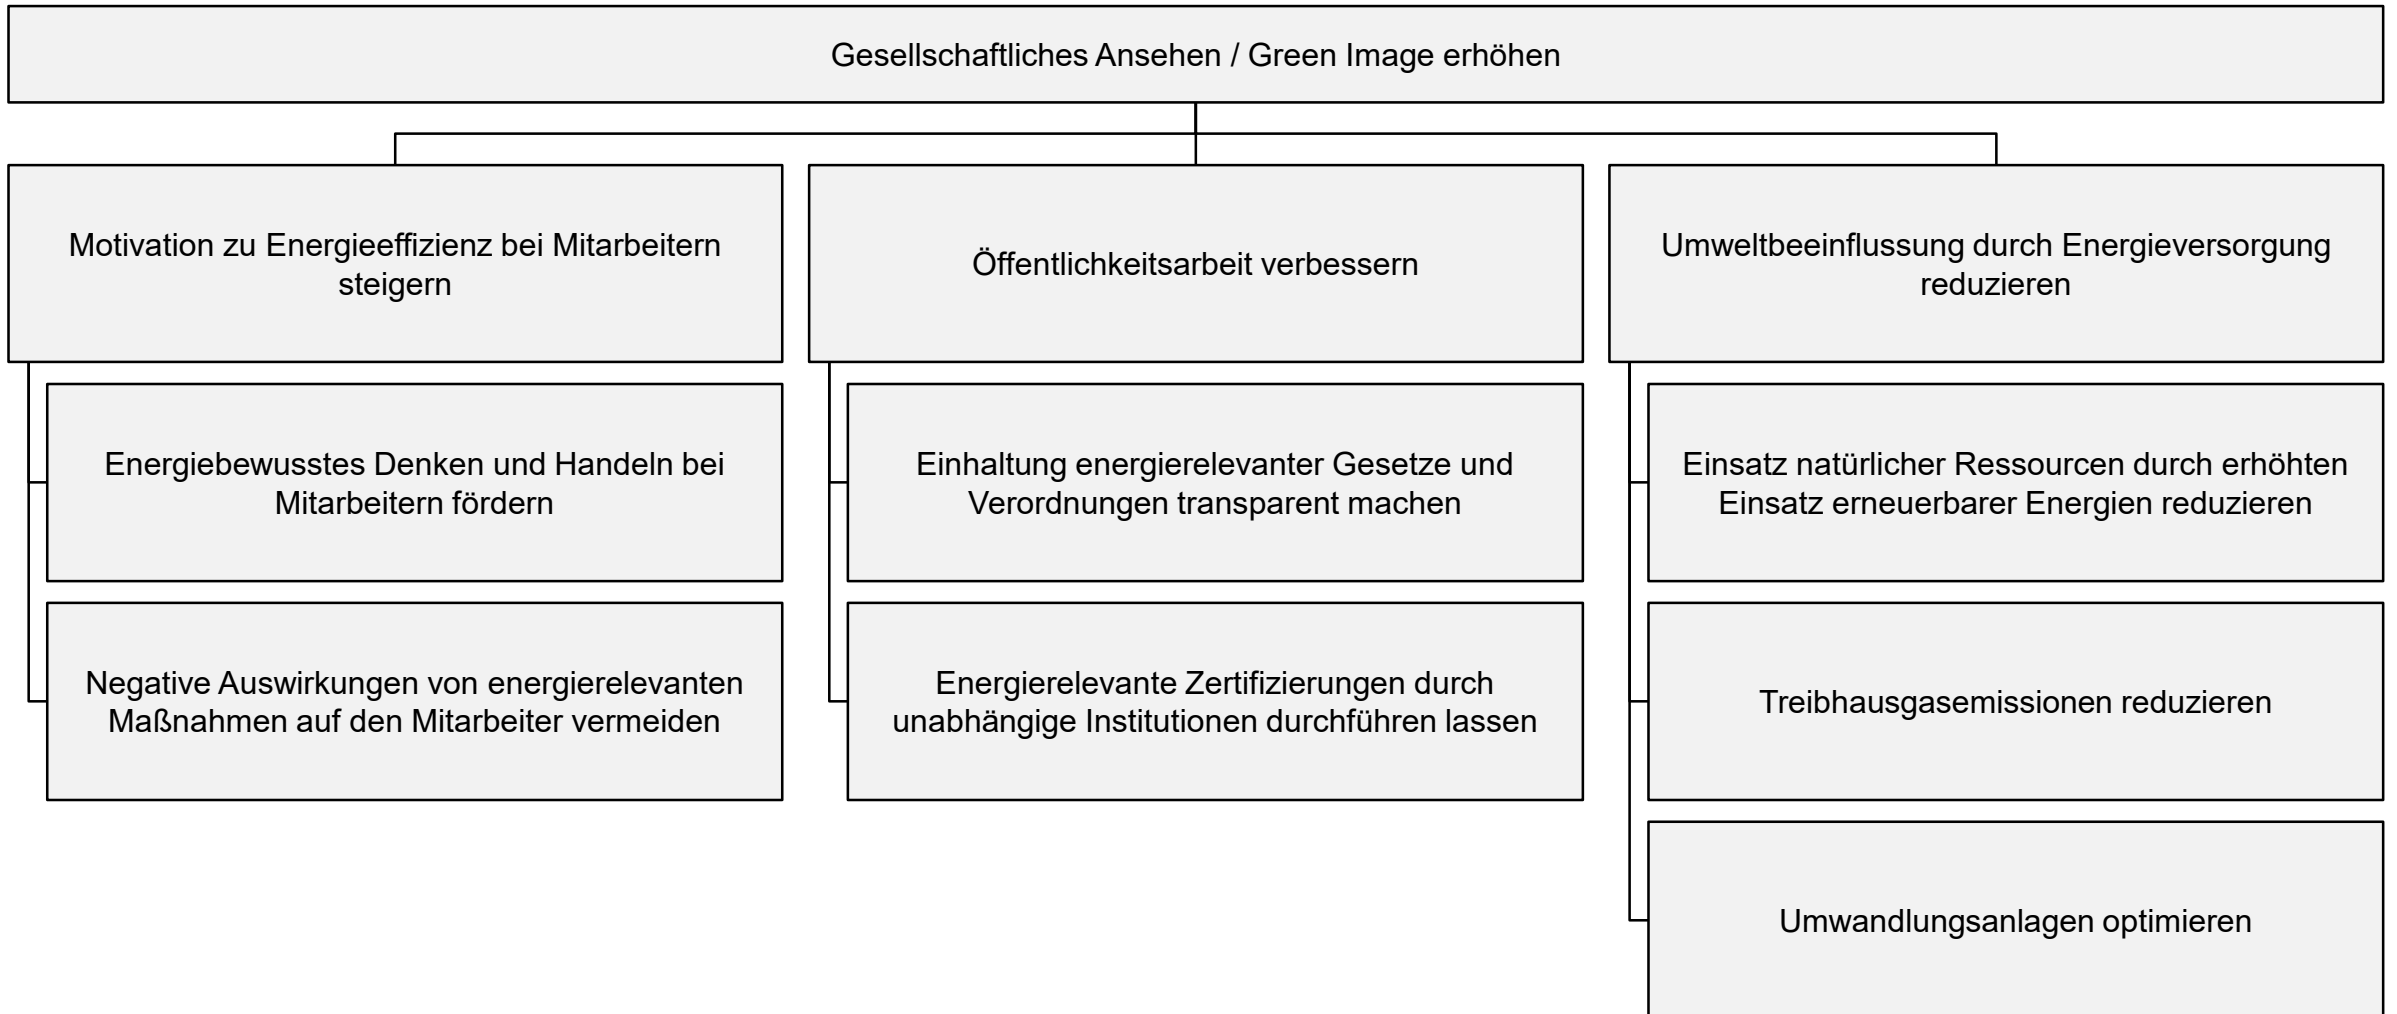 Gesellschaftliches Ansehen / Green Image erhöhen
Motivation zu Energieeffizienz bei Mitarbeitern
steigern
Öffentlichkeitsarbeit verbessern
Umweltbeeinflussung durch Energieversorgung
reduzieren
Energiebewusstes Denken und Handeln bei
Mitarbeitern fördern
Einhaltung energierelevanter Gesetze und
Verordnungen transparent machen
Einsatz natürlicher Ressourcen durch erhöhten
Einsatz erneuerbarer Energien reduzieren
Negative Auswirkungen von energierelevanten
Maßnahmen auf den Mitarbeiter vermeiden
Energierelevante Zertifizierungen durch
unabhängige Institutionen durchführen lassen
Treibhausgasemissionen reduzieren
Umwandlungsanlagen optimieren